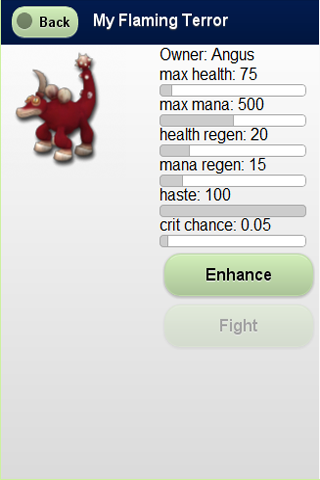 Back
My Flaming Terror
Owner: Angus
max health: 75
max mana: 500
health regen: 20
mana regen: 15
haste: 100
crit chance: 0.05
Enhance
Fight